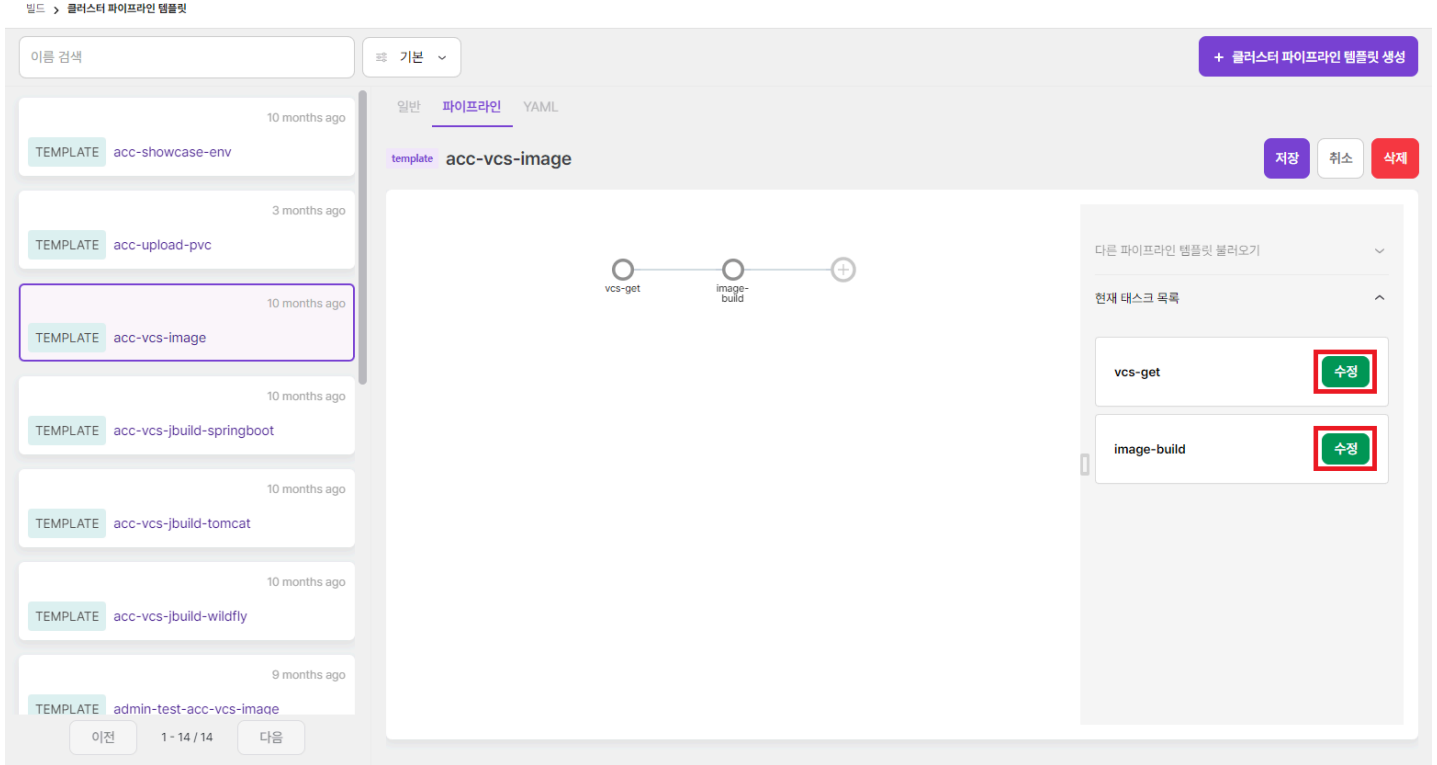 빌드 > 클러스터 파이프라인 템플릿
이름 검색
기본
+ 클러스터 파이프라인 템플릿 생성
10 months ago
TEMPLATE acc-showcase-env
3 months ago
TEMPLATE acc-upload-pvc
10 months ago
TEMPLATE acc-vcs-image
10 months ago
TEMPLATE acc-vcs-jbuild-springboot
10 months ago
TEMPLATE acc-vcs-jbuild-tomcat
10 months ago
TEMPLATE acc-vcs-jbuild-wildfly
9 months ago
TEMPLATE admin-test-acc-vcs-image
이전 1 - 14 / 14 다음
일반 파이프라인 YAML
template acc-vcs-image
저장 취소 삭제
vcs-get
image-
build
다른 파이프라인 템플릿 불러오기
현재 태스크 목록
vcs-get 수정
image-build 수정